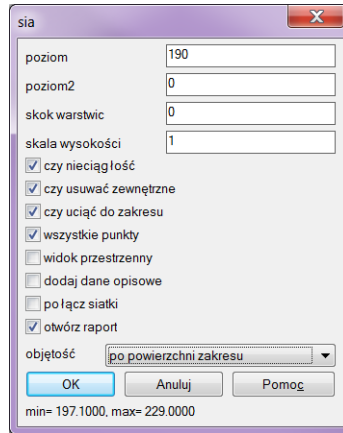 sia
poziom 190
poziom2 0
skok warstwic 0
skala wysokości 1
czy nieciągłość
czy usuwać zewnętrzne
czy uciąć do zakresu
wszystkie punkty
widok przestrzenny
dodaj dane opisowe
połącz siatki
otwórz raport
objętość po powierzchni zakresu
OK Anuluj Pomoc
min= 197.1000, max= 229.0000